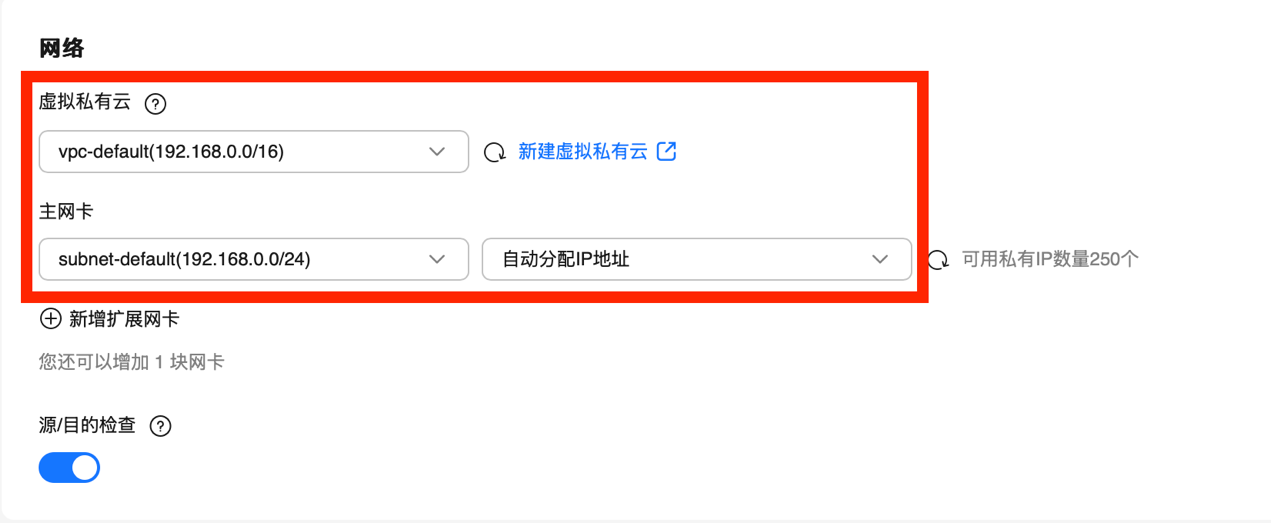 网络
虚拟私有云 ?
vpc-default(192.168.0.0/16) 新建虚拟私有云
主网卡
subnet-default(192.168.0.0/24) 自动分配IP地址 可用私有IP数量250个
新增扩展网卡
您还可以增加 1 块网卡
源/目的检查 ?